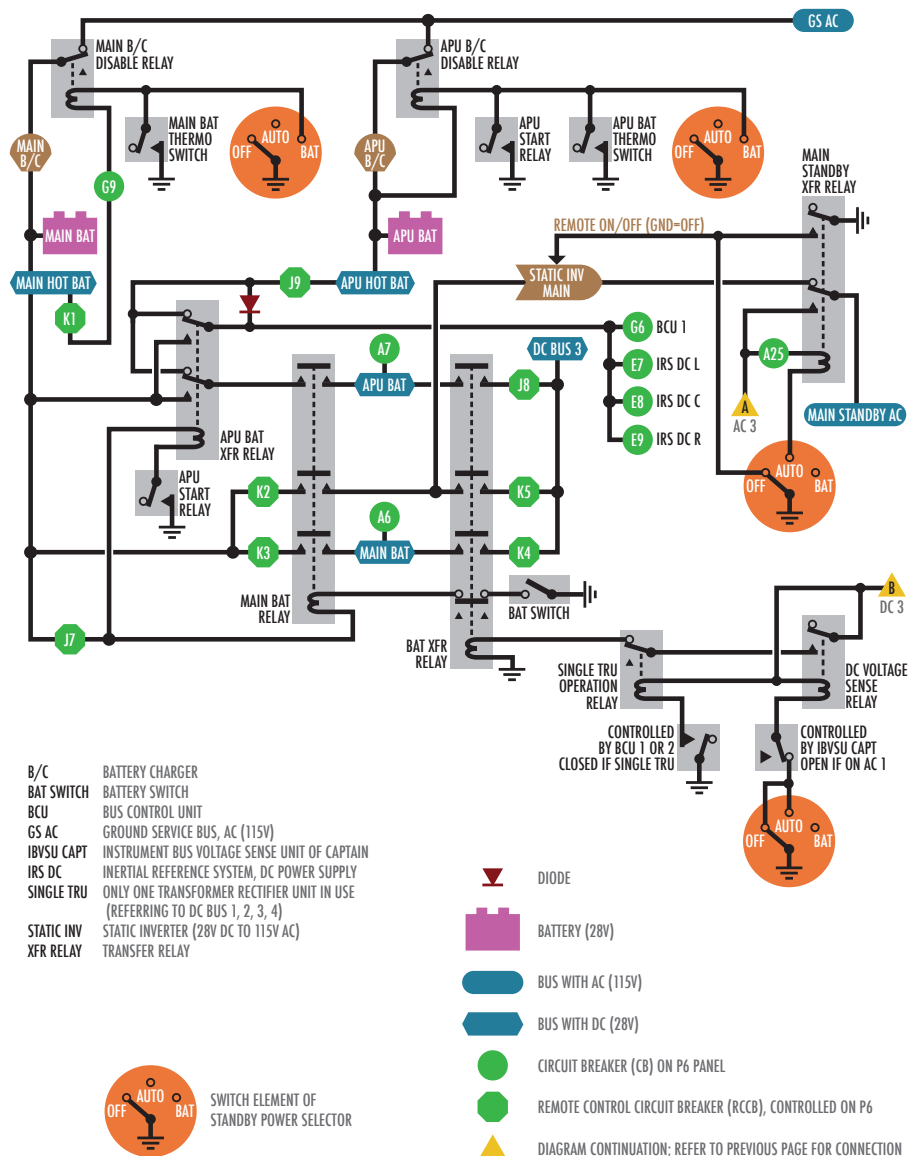 GS AC
MAIN B/C
DISABLE RELAY
APU B/C
DISABLE RELAY
MAIN
B/C
G9
MAIN BAT
THERMO
SWITCH
OFF
AUTO
BAT
APU
B/C
APU
START
RELAY
APU BAT
THERMO
SWITCH
OFF
AUTO
BAT
MAIN
STANDBY
XFR RELAY
MAIN BAT
APU BAT
REMOTE ON/OFF (GND=OFF)
MAIN HOT BAT
J9
APU HOT BAT
STATIC INV
MAIN
K1
A7
DC BUS 3
G6 BCU 1
E7 IRS DC L
E8 IRS DC C
E9 IRS DC R
A25
A
AC 3
MAIN STANDBY AC
APU BAT
J8
APU BAT
XFR RELAY
APU
START
RELAY
K2
K5
OFF
AUTO
BAT
A6
K3
MAIN BAT
K4
MAIN BAT
RELAY
BAT SWITCH
B
DC 3
J7
BAT XFR
RELAY
SINGLE TRU
OPERATION
RELAY
DC VOLTAGE
SENSE
RELAY
CONTROLLED
BY BCU 1 OR 2
CLOSED IF SINGLE TRU
CONTROLLED
BY IBVSU CAPT
OPEN IF ON AC 1
OFF
AUTO
BAT
B/C BATTERY CHARGER
BAT SWITCH BATTERY SWITCH
BCU BUS CONTROL UNIT
GS AC GROUND SERVICE BUS, AC (115V)
IBVSU CAPT INSTRUMENT BUS VOLTAGE SENSE UNIT OF CAPTAIN
IRS DC INERTIAL REFERENCE SYSTEM, DC POWER SUPPLY
SINGLE TRU ONLY ONE TRANSFORMER RECTIFIER UNIT IN USE
(REFERRING TO DC BUS 1, 2, 3, 4)
STATIC INV STATIC INVERTER (28V DC TO 115V AC)
XFR RELAY TRANSFER RELAY
DIODE
BATTERY (28V)
BUS WITH AC (115V)
BUS WITH DC (28V)
CIRCUIT BREAKER (CB) ON P6 PANEL
REMOTE CONTROL CIRCUIT BREAKER (RCCB), CONTROLLED ON P6
DIAGRAM CONTINUATION; REFER TO PREVIOUS PAGE FOR CONNECTION
OFF
AUTO
BAT
SWITCH ELEMENT OF
STANDBY POWER SELECTOR